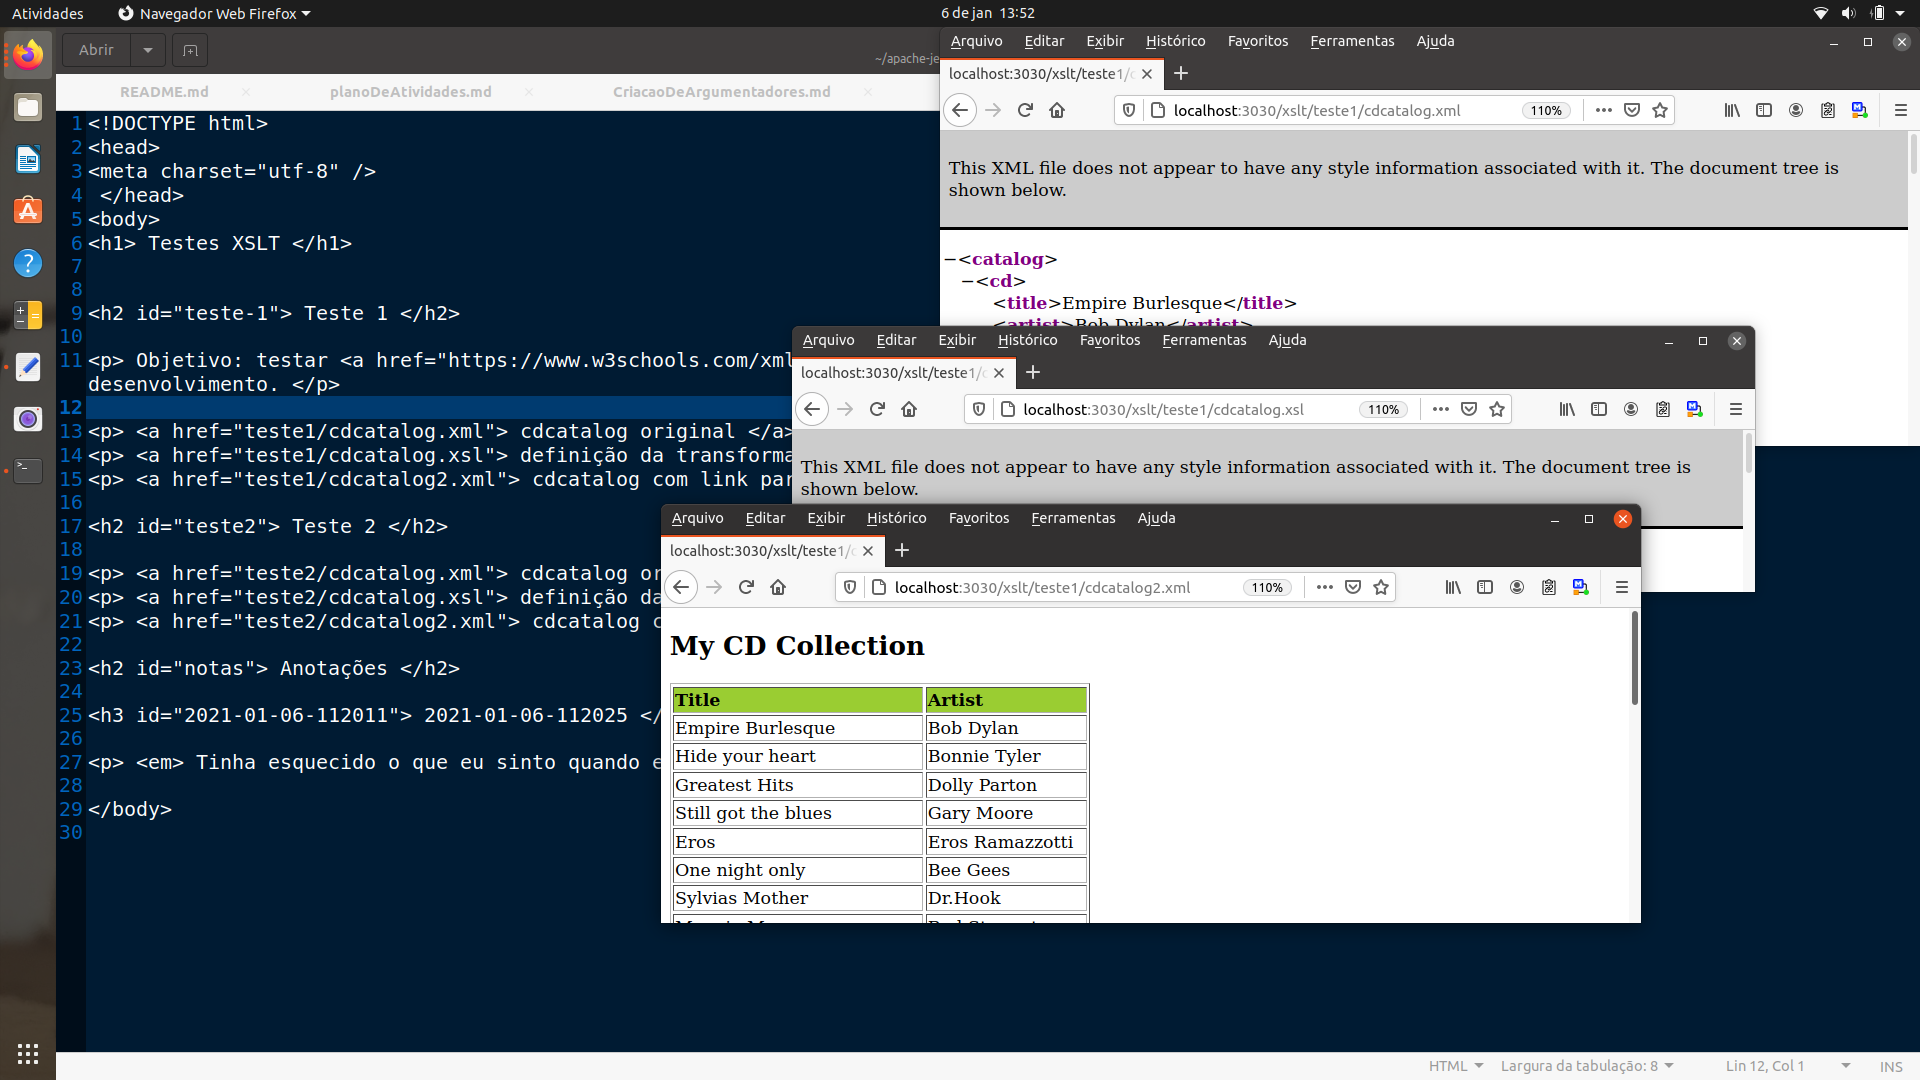 Atividades
Navegador Web Firefox
6 de jan 13:52
Abrir
~/apache-je
README.md
planoDeAtividades.md
CriacaoDeArgumentadores.md
1 <!DOCTYPE html>
2 <head>
3 <meta charset="utf-8" />
4 </head>
5 <body>
6 <h1> Testes XSLT </h1>
7
8
9 <h2 id="teste-1"> Teste 1 </h2>
10
11 <p> Objetivo: testar <a href="https://www.w3schools.com/xml
desenvolvimento. </p>
12
13 <p> <a href="teste1/cdcatalog.xml"> cdcatalog original </a>
14 <p> <a href="teste1/cdcatalog.xsl"> definição da transforma
15 <p> <a href="teste1/cdcatalog2.xml"> cdcatalog com link par
16
17 <h2 id="teste2"> Teste 2 </h2>
18
19 <p> <a href="teste2/cdcatalog.xml"> cdcatalog or
20 <p> <a href="teste2/cdcatalog.xsl"> definição da
21 <p> <a href="teste2/cdcatalog2.xml"> cdcatalog c
22
23 <h2 id="notas"> Anotações </h2>
24
25 <h3 id="2021-01-06-112011"> 2021-01-06-112025 </
26
27 <p> <em> Tinha esquecido o que eu sinto quando e
28
29 </body>
30
HTML
Largura da tabulação: 8
Lin 12, Col 1
INS
Arquivo Editar Exibir Histórico Favoritos Ferramentas Ajuda
localhost:3030/xslt/teste1/c
localhost:3030/xslt/teste1/cdcatalog.xml
110%
This XML file does not appear to have any style information associated with it. The document tree is
shown below.
−<catalog>
−<cd>
<title>Empire Burlesque</title>
<artist>Bob Dylan</artist>
Arquivo Editar Exibir Histórico Favoritos Ferramentas Ajuda
localhost:3030/xslt/teste1/c
localhost:3030/xslt/teste1/cdcatalog.xsl
110%
This XML file does not appear to have any style information associated with it. The document tree is
shown below.
Arquivo Editar Exibir Histórico Favoritos Ferramentas Ajuda
localhost:3030/xslt/teste1/c
localhost:3030/xslt/teste1/cdcatalog2.xml
110%
My CD Collection
Title Artist
Empire Burlesque Bob Dylan
Hide your heart Bonnie Tyler
Greatest Hits Dolly Parton
Still got the blues Gary Moore
Eros Eros Ramazzotti
One night only Bee Gees
Sylvias Mother Dr.Hook